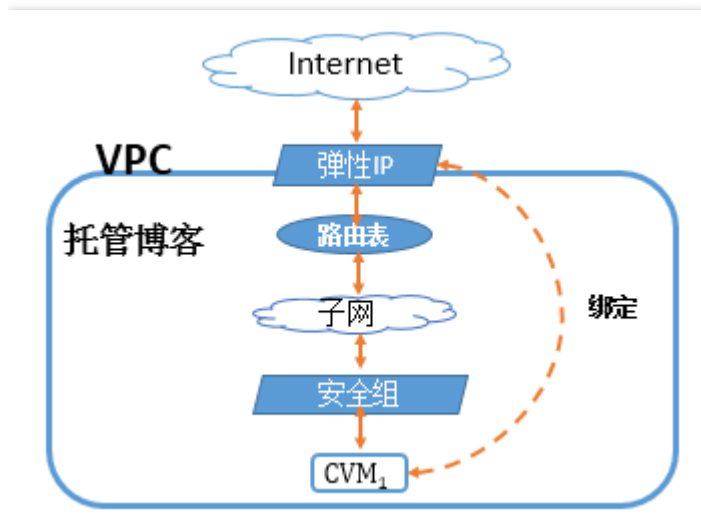 Internet
VPC
弹性IP
托管博客
路由表
子网
绑定
安全组
CVM₁